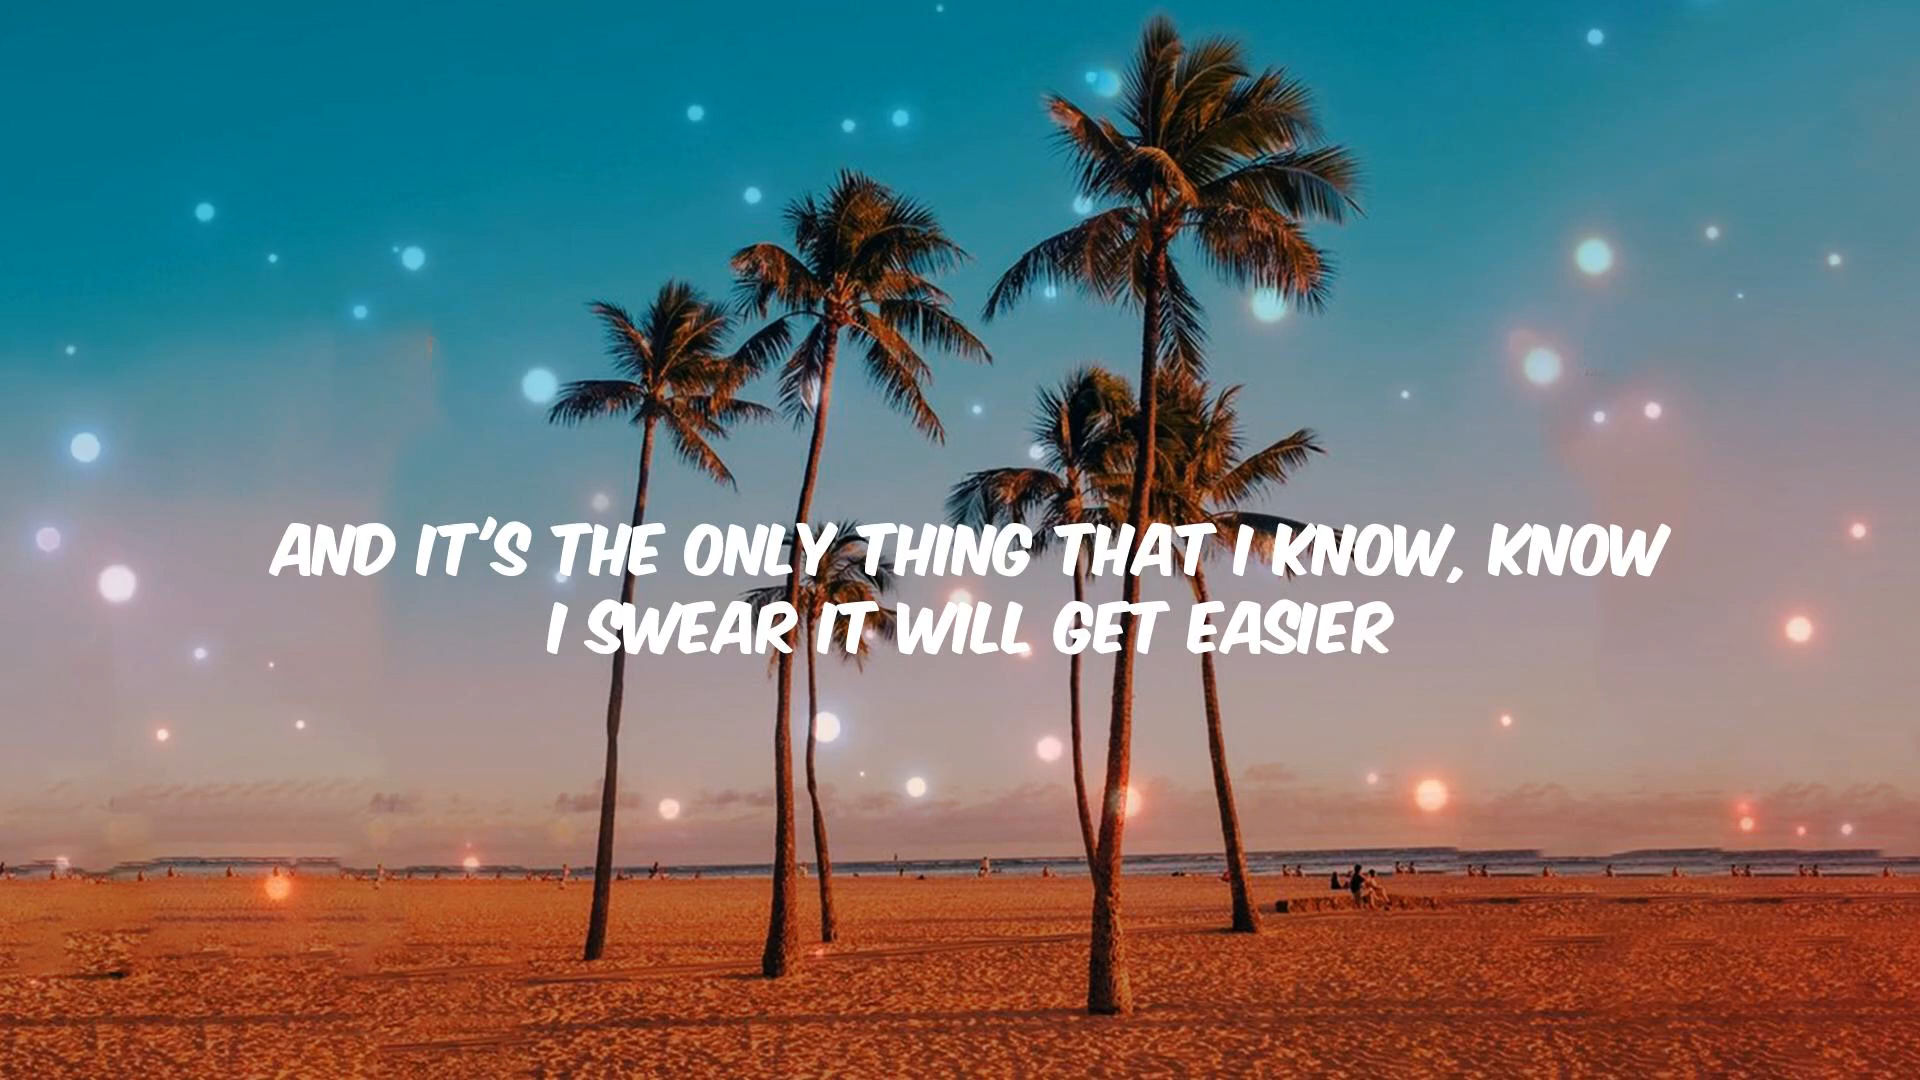 AND IT'S THE ONLY THING THAT I KNOW, KNOW
I SWEAR IT WILL GET EASIER